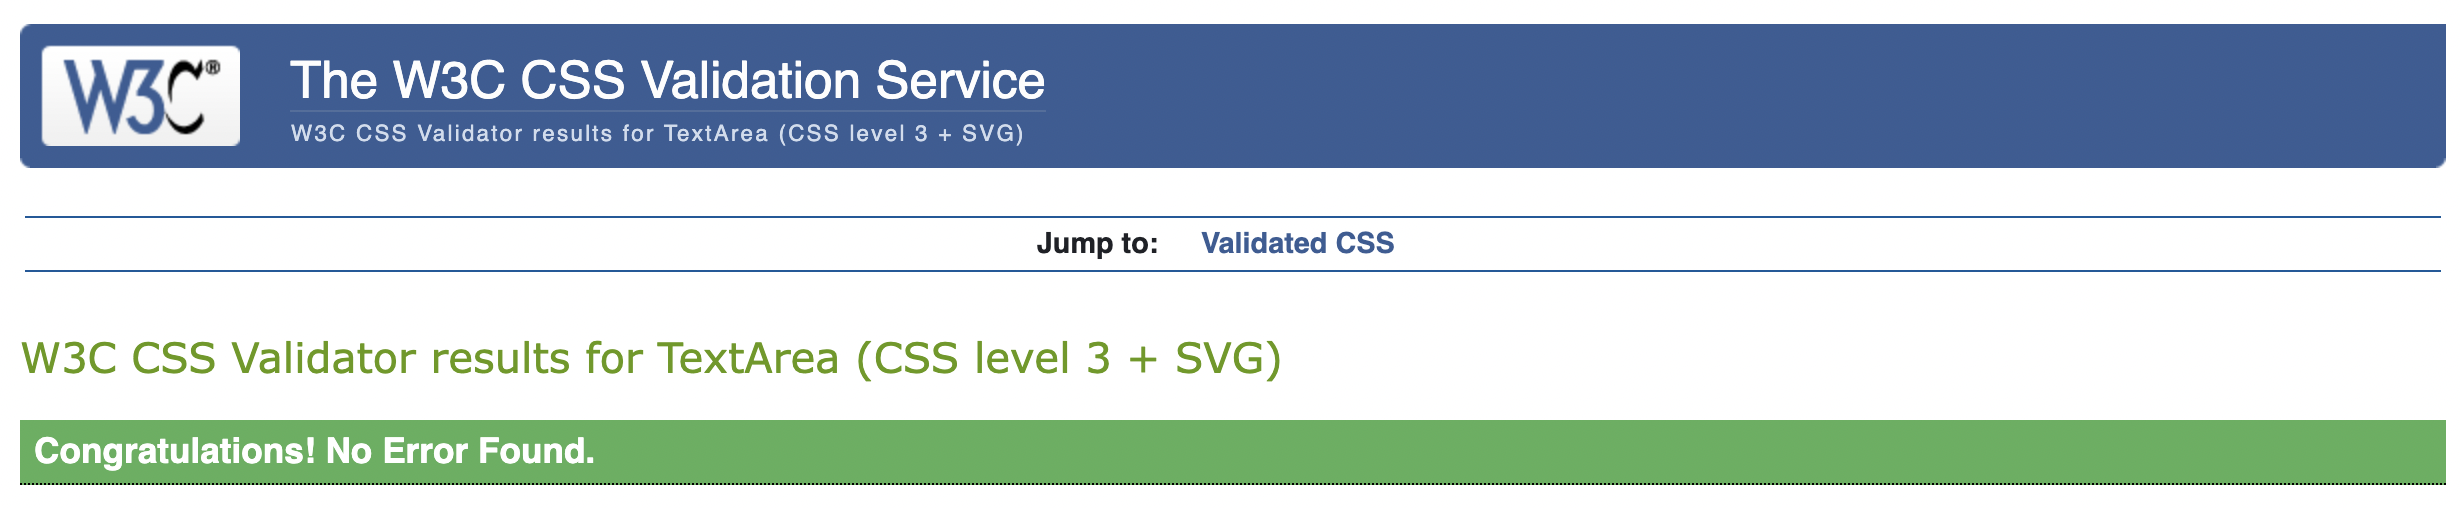 W3C®
The W3C CSS Validation Service
W3C CSS Validator results for TextArea (CSS level 3 + SVG)
Jump to: Validated CSS
W3C CSS Validator results for TextArea (CSS level 3 + SVG)
Congratulations! No Error Found.